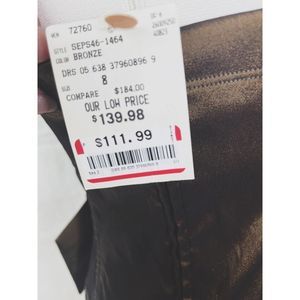 VEN 72760
STYLE SEPS46-1464
COLOR BRONZE
DRS 05 638 37960896 9
8
COMPARE $184.00
OUR LOW PRICE
$139.98
$111.99